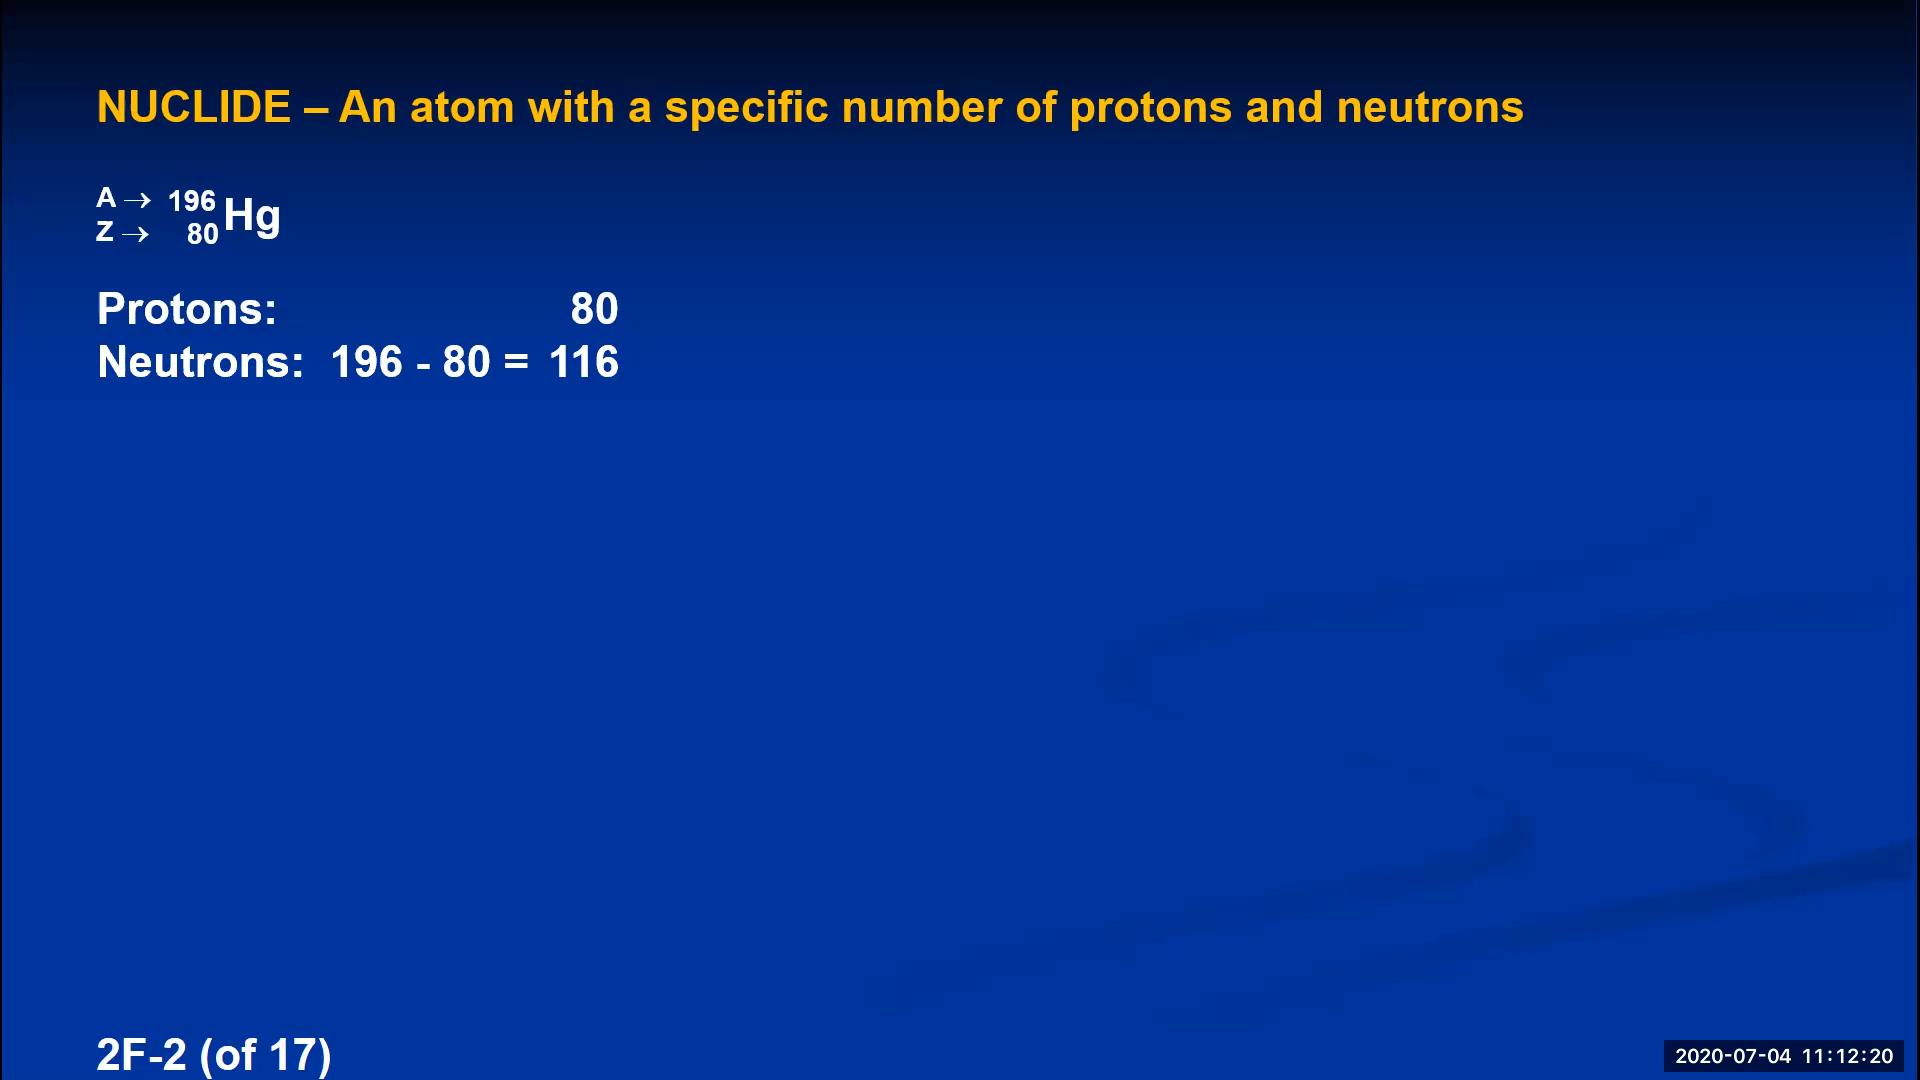 NUCLIDE – An atom with a specific number of protons and neutrons
A → 196 Hg
Z → 80
Protons: 80
Neutrons: 196 - 80 = 116
2F-2 (of 17)
2020-07-04 11:12:20